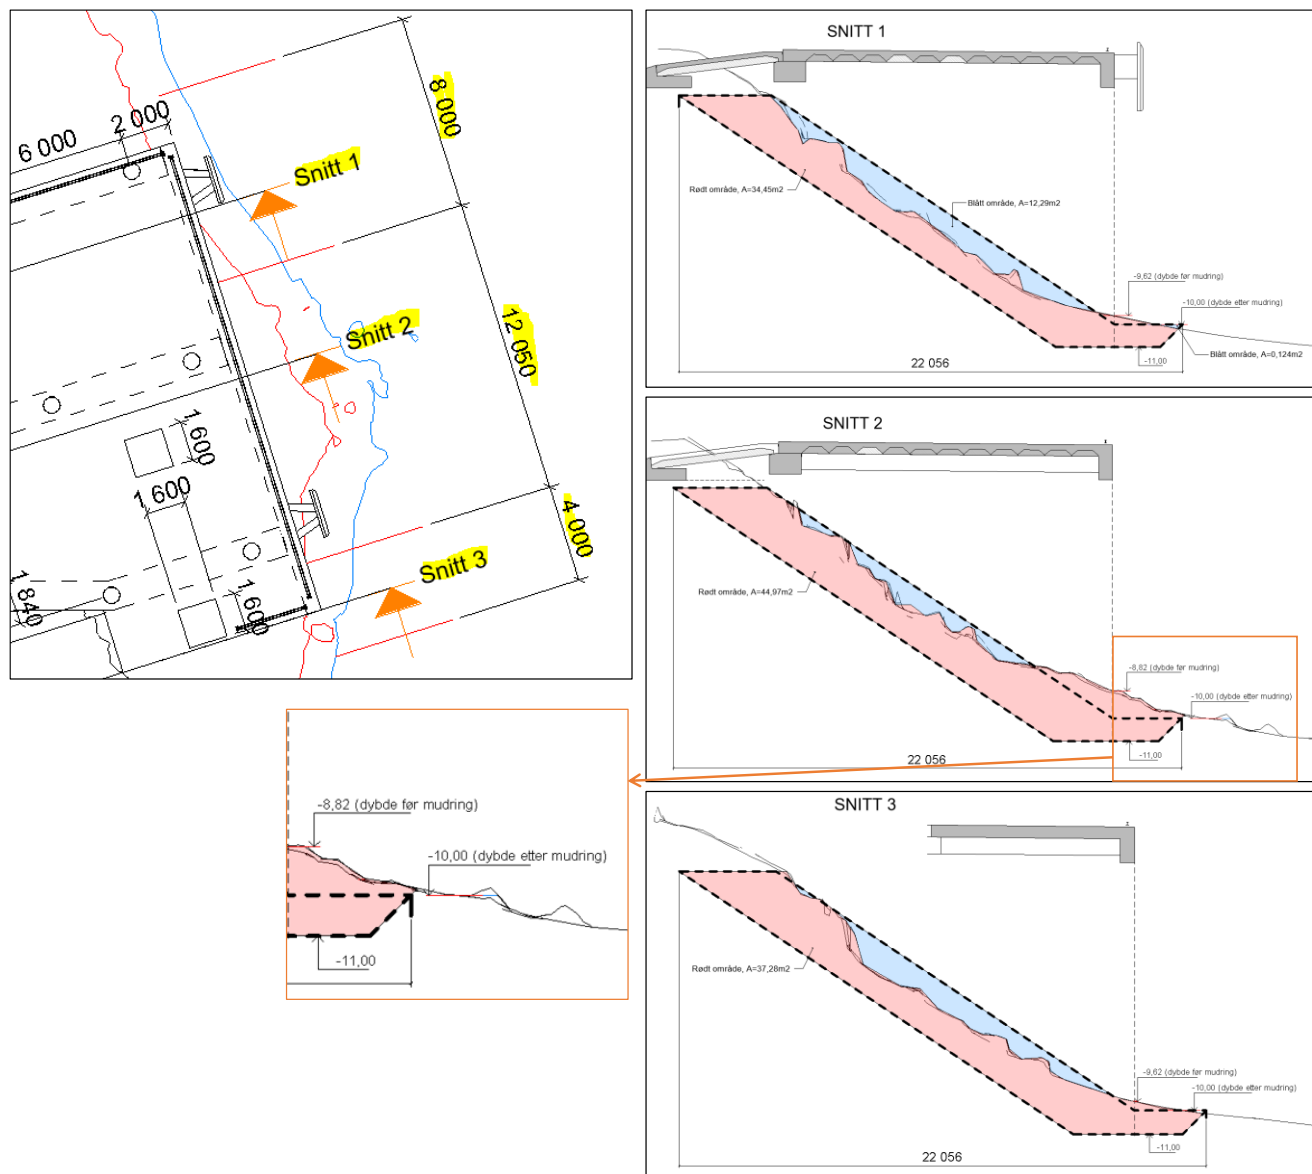 8 000
2 000
6 000
Snitt 1
Snitt 2
12 050
1 600
1 600
4 000
Snitt 3
1 600
1 840
SNITT 1
Rødt område, A=34,45m2
Blått område, A=12,29m2
-9,62 (dybde før mudring)
-10,00 (dybde etter mudring)
-11,00
Blått område, A=0,124m2
22 056
SNITT 2
Rødt område, A=44,97m2
-8,82 (dybde før mudring)
-10,00 (dybde etter mudring)
-11,00
22 056
-8,82 (dybde før mudring)
-10,00 (dybde etter mudring)
-11,00
SNITT 3
Rødt område, A=37,28m2
-9,62 (dybde før mudring)
-10,00 (dybde etter mudring)
-11,00
22 056